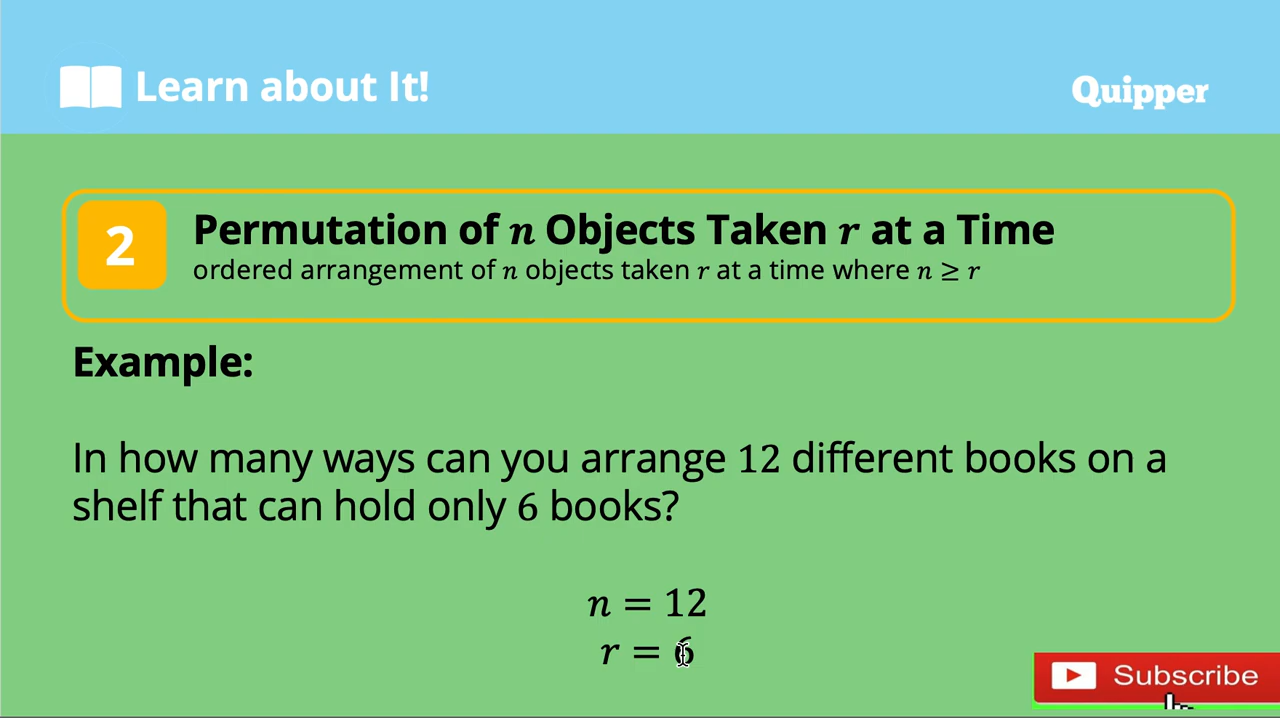 Learn about It!
Quipper
2
Permutation of n Objects Taken r at a Time
ordered arrangement of n objects taken r at a time where n ≥ r
Example:
In how many ways can you arrange 12 different books on a
shelf that can hold only 6 books?
n = 12
r = 6
Subscribe